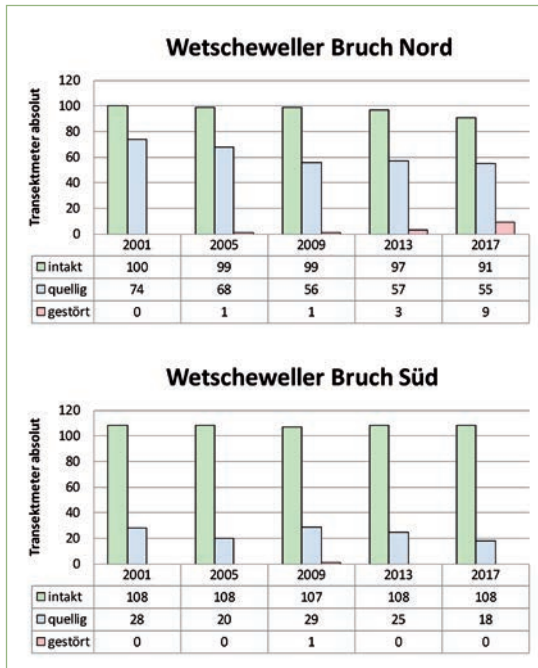 Wetscheweller Bruch Nord
Transektmeter absolut
120
100
80
60
40
20
0
2001 2005 2009 2013 2017
intakt 100 99 99 97 91
quellig 74 68 56 57 55
gestört 0 1 1 3 9
Wetscheweller Bruch Süd
Transektmeter absolut
120
100
80
60
40
20
0
2001 2005 2009 2013 2017
intakt 108 108 107 108 108
quellig 28 20 29 25 18
gestört 0 0 1 0 0